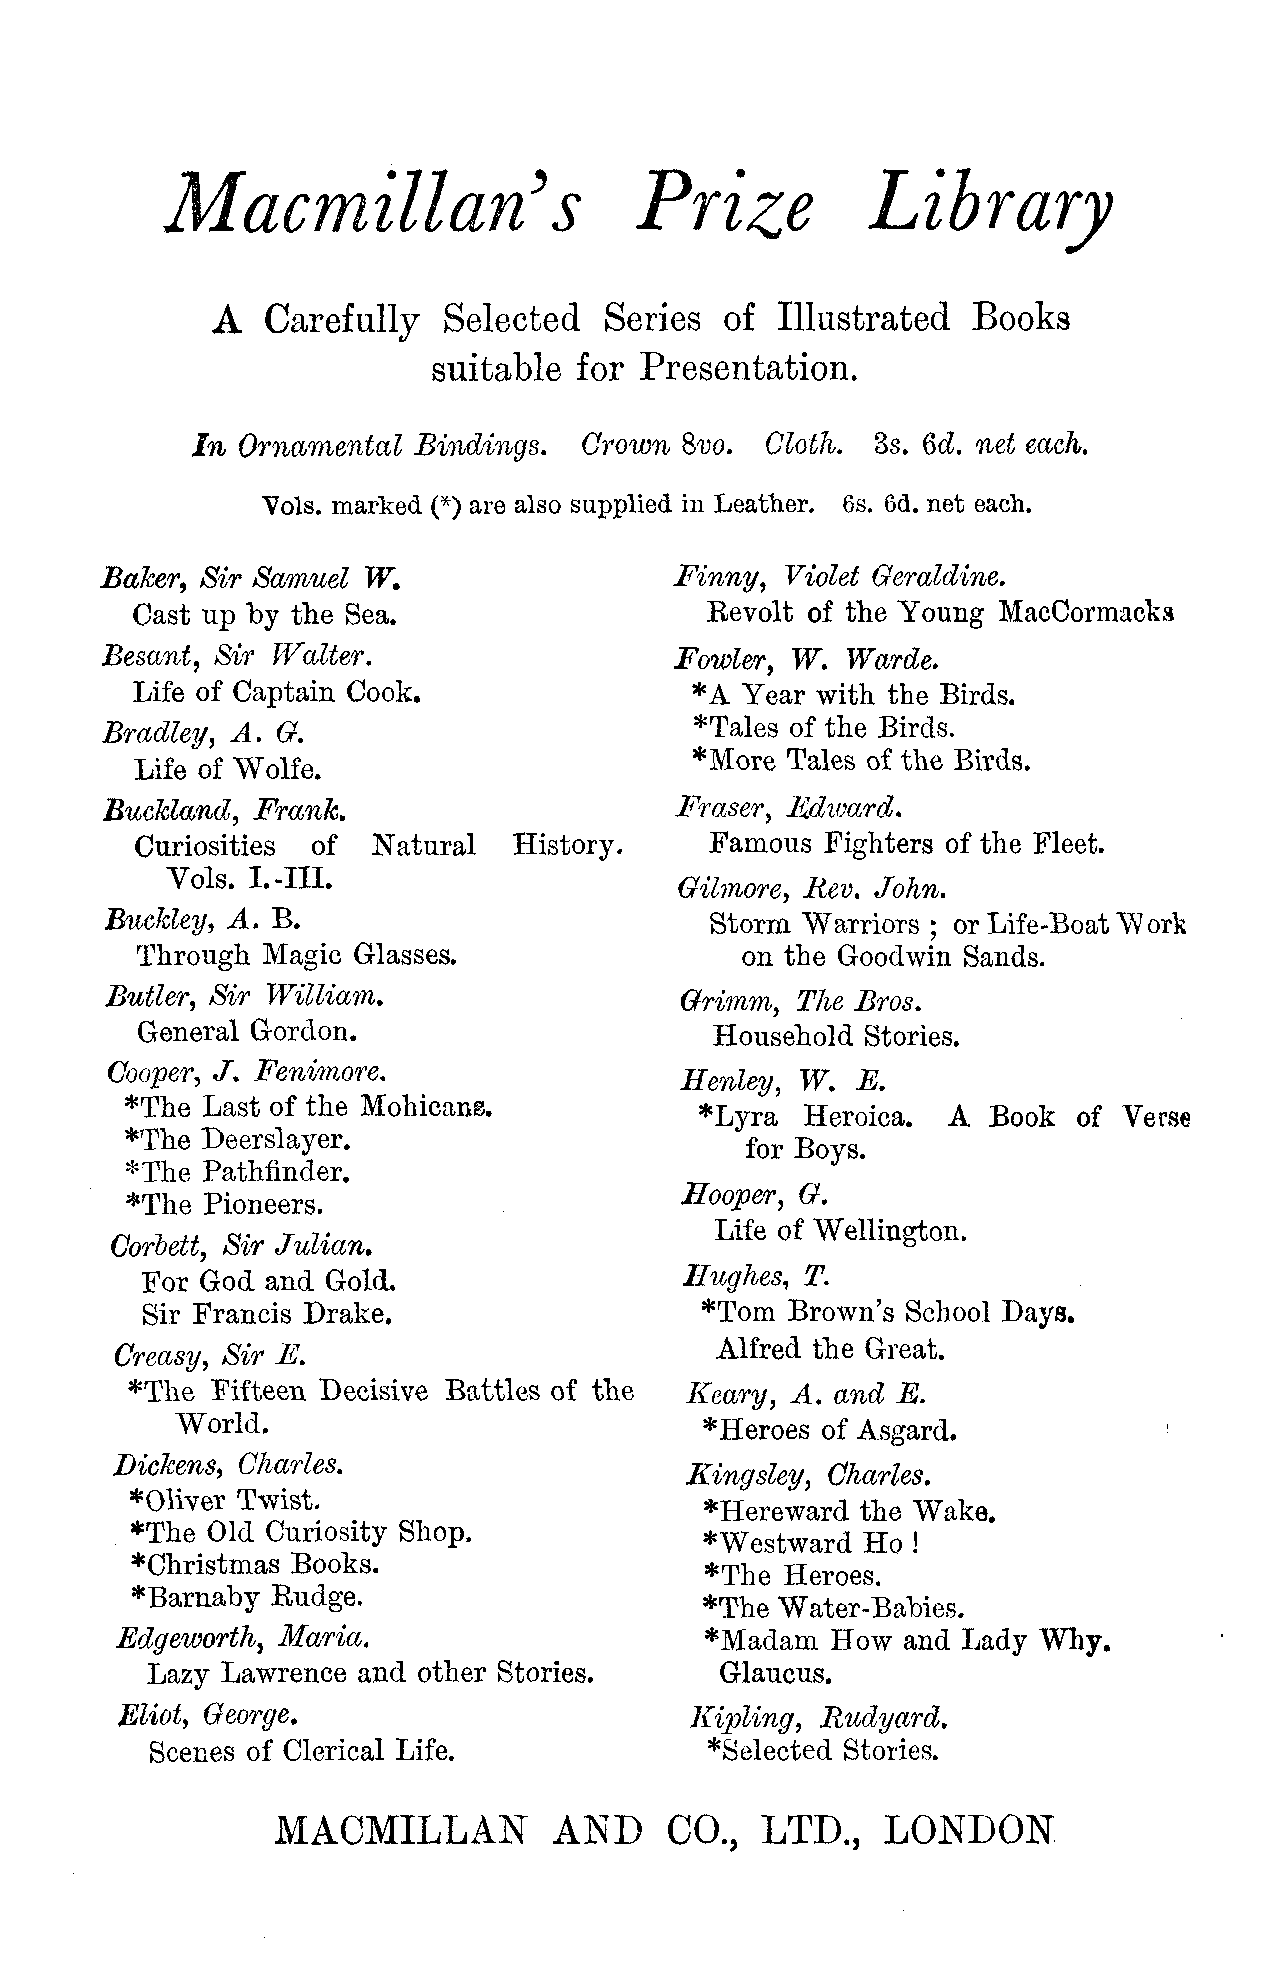 Macmillan's Prize Library
A Carefully Selected Series of Illustrated Books
suitable for Presentation.
In Ornamental Bindings. Crown 8vo. Cloth. 3s. 6d. net each.
Vols. marked (*) are also supplied in Leather. 6s. 6d. net each.
Baker, Sir Samuel W.
Cast up by the Sea.
Besant, Sir Walter.
Life of Captain Cook.
Bradley, A. G.
Life of Wolfe.
Buckland, Frank.
Curiosities of Natural History.
Vols. I.-III.
Buckley, A. B.
Through Magic Glasses.
Butler, Sir William.
General Gordon.
Cooper, J. Fenimore.
*The Last of the Mohicans.
*The Deerslayer.
*The Pathfinder.
*The Pioneers.
Corbett, Sir Julian.
For God and Gold.
Sir Francis Drake.
Creasy, Sir E.
*The Fifteen Decisive Battles of the
World.
Dickens, Charles.
*Oliver Twist.
*The Old Curiosity Shop.
*Christmas Books.
*Barnaby Rudge.
Edgeworth, Maria.
Lazy Lawrence and other Stories.
Eliot, George.
Scenes of Clerical Life.
Finny, Violet Geraldine.
Revolt of the Young MacCormacks
Fowler, W. Warde.
*A Year with the Birds.
*Tales of the Birds.
*More Tales of the Birds.
Fraser, Edward.
Famous Fighters of the Fleet.
Gilmore, Rev. John.
Storm Warriors ; or Life-Boat Work
on the Goodwin Sands.
Grimm, The Bros.
Household Stories.
Henley, W. E.
*Lyra Heroica. A Book of Verse
for Boys.
Hooper, G.
Life of Wellington.
Hughes, T.
*Tom Brown's School Days.
Alfred the Great.
Keary, A. and E.
*Heroes of Asgard.
Kingsley, Charles.
*Hereward the Wake.
*Westward Ho !
*The Heroes.
*The Water-Babies.
*Madam How and Lady Why.
Glaucus.
Kipling, Rudyard.
*Selected Stories.
MACMILLAN AND CO., LTD., LONDON